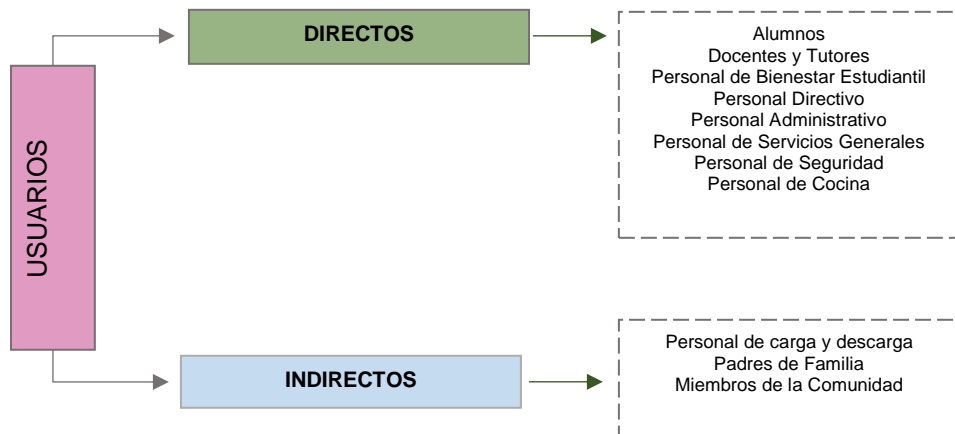 USUARIOS
DIRECTOS
Alumnos
Docentes y Tutores
Personal de Bienestar Estudiantil
Personal Directivo
Personal Administrativo
Personal de Servicios Generales
Personal de Seguridad
Personal de Cocina
INDIRECTOS
Personal de carga y descarga
Padres de Familia
Miembros de la Comunidad